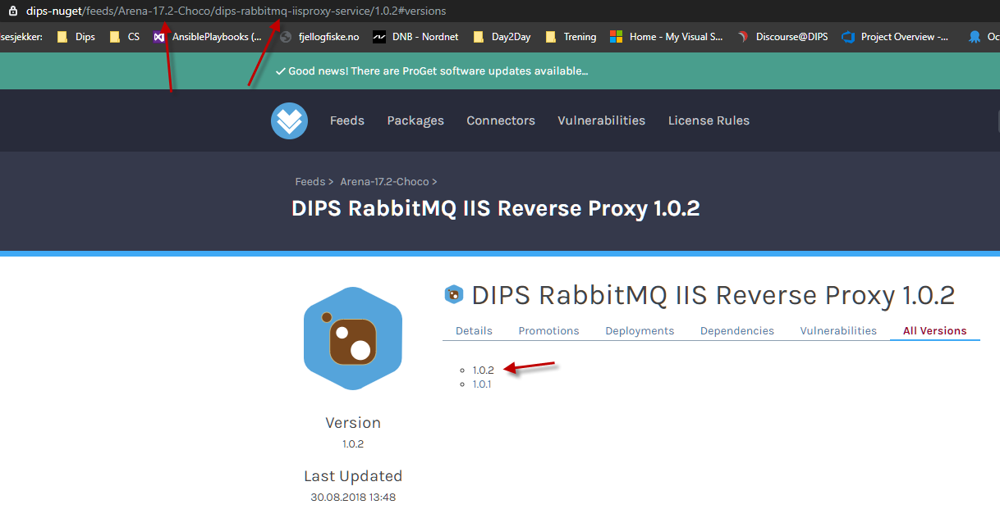 dips-nuget/feeds/Arena-17.2-Choco/dips-rabbitmq-iisproxy-service/1.0.2#versions
lsesjekker: Dips CS AnsiblePlaybooks (... fjellogfiske.no DNB - Nordnet Day2Day Trening Home - My Visual S... Discourse@DIPS Project Overview -... Oc
Good news! There are ProGet software updates available...
Feeds Packages Connectors Vulnerabilities License Rules
Feeds > Arena-17.2-Choco >
DIPS RabbitMQ IIS Reverse Proxy 1.0.2
DIPS RabbitMQ IIS Reverse Proxy 1.0.2
Details Promotions Deployments Dependencies Vulnerabilities All Versions
1.0.2
1.0.1
Version
1.0.2
Last Updated
30.08.2018 13:48